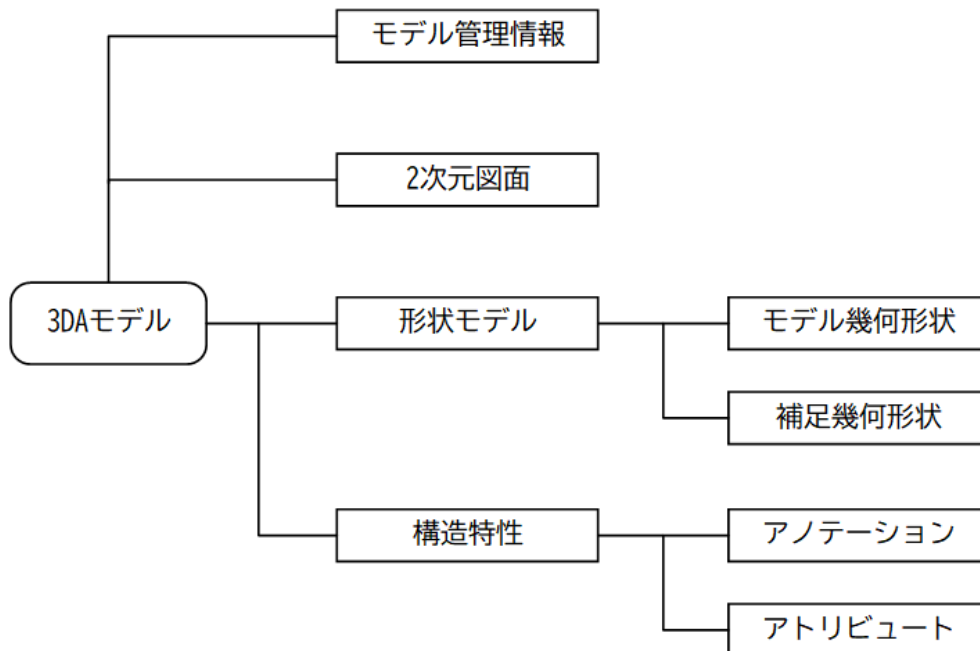 モデル管理情報
2次元図面
3DAモデル
形状モデル
モデル幾何形状
補足幾何形状
構造特性
アノテーション
アトリビュート